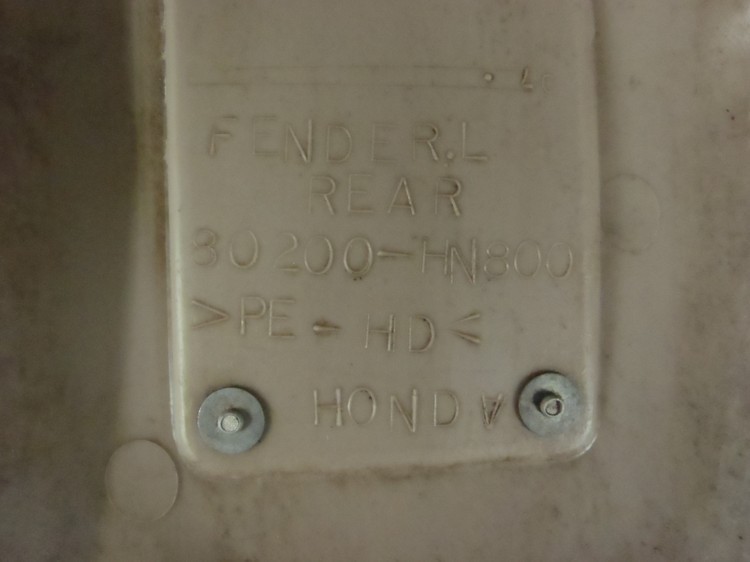 FENDER.L
REAR
80200-HN800
>PE-HD<
HONDA